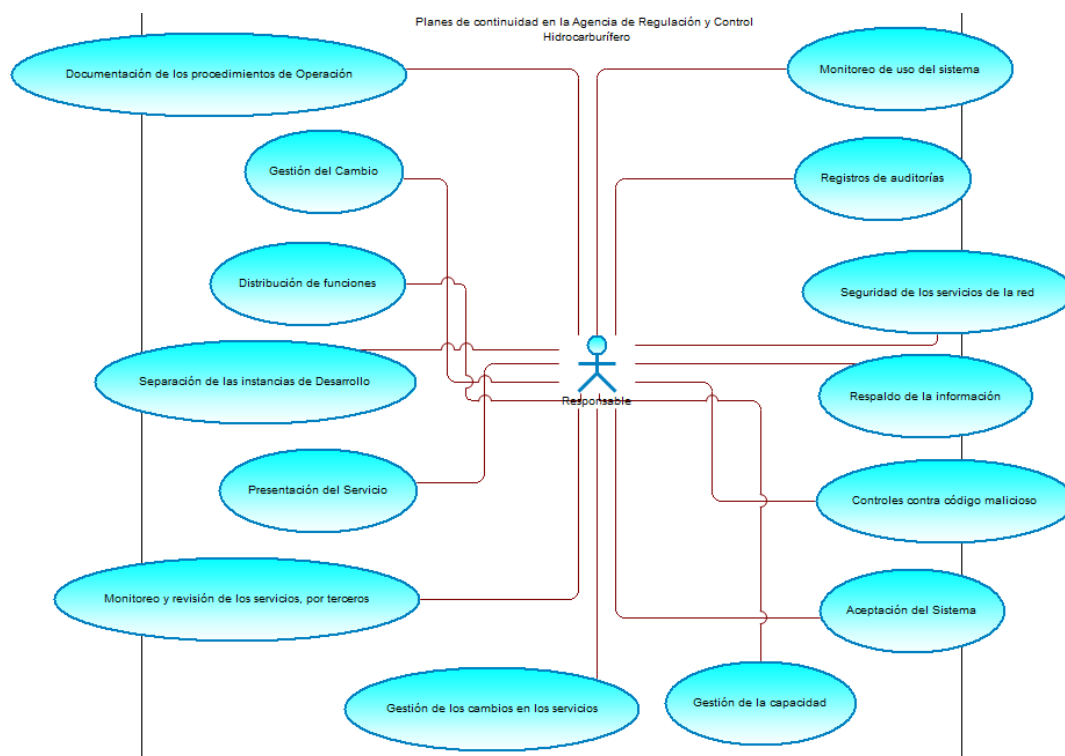 Planes de continuidad en la Agencia de Regulación y Control
Hidrocarburífero
Documentación de los procedimientos de Operación
Monitoreo de uso del sistema
Gestión del Cambio
Registros de auditorías
Distribución de funciones
Seguridad de los servicios de la red
Separación de las instancias de Desarrollo
Responsable
Respaldo de la información
Presentación del Servicio
Controles contra código malicioso
Monitoreo y revisión de los servicios, por terceros
Aceptación del Sistema
Gestión de los cambios en los servicios
Gestión de la capacidad